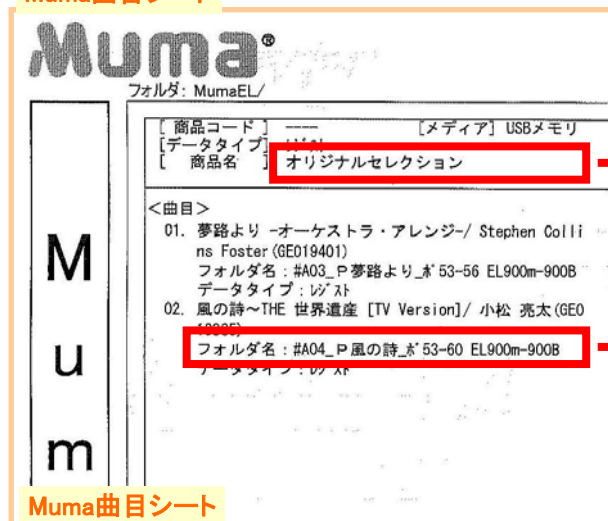 Muma曲目シート
Muma®
フォルダ: MumaEL/
[ 商品コード ] ---- [メディア] USBメモリ
[データタイプ]
[ 商品名 ] オリジナルセレクション
<曲目>
01. 夢路より -オーケストラ・アレンジ-/ Stephen Colli
ns Foster(GE019401)
フォルダ名:#A03_P夢路より_ボ53-56 EL900m-900B
データタイプ:レジスト
02. 風の詩~THE 世界遺産 [TV Version]/ 小松 亮太(GE0
フォルダ名:#A04_P風の詩_ボ53-60 EL900m-900B
データタイプ:レジスト
M
u
m
Muma曲目シート